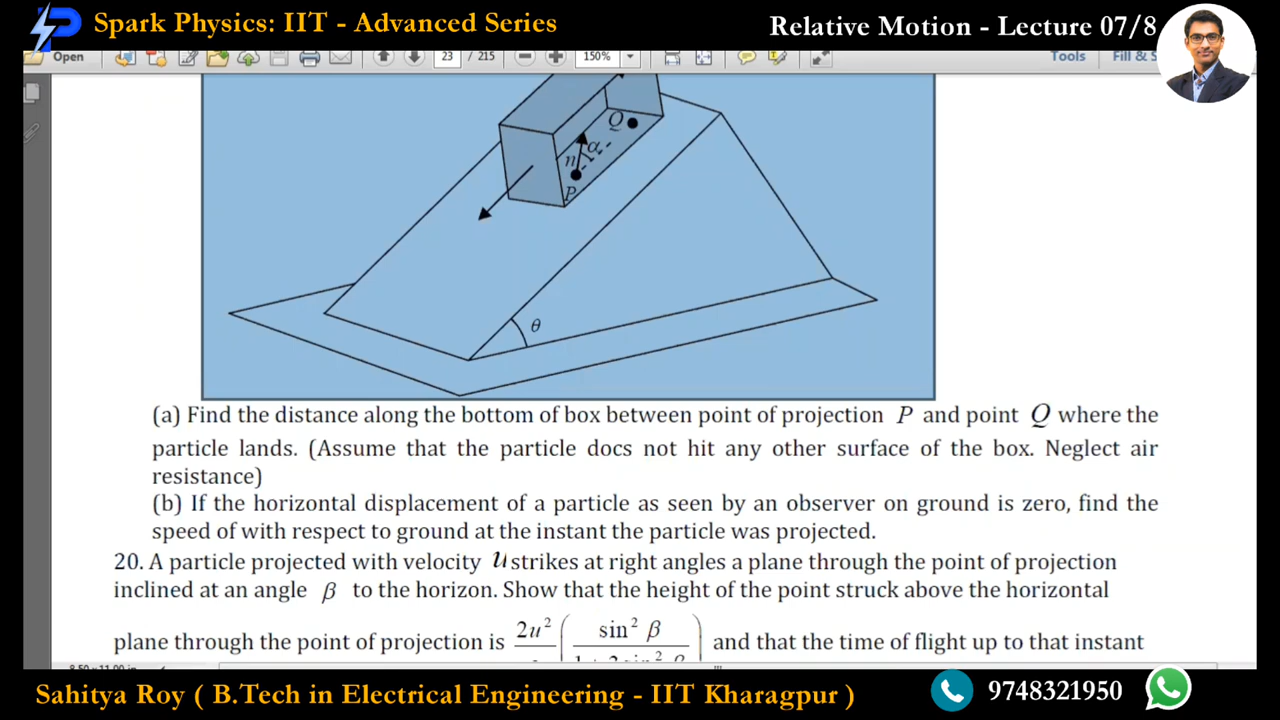 Spark Physics: IIT - Advanced Series
Relative Motion - Lecture 07/8
Open
23 / 215
150%
Tools
Fill & S
Q
α
n
P
θ
(a) Find the distance along the bottom of box between point of projection P and point Q where the
particle lands. (Assume that the particle docs not hit any other surface of the box. Neglect air
resistance)
(b) If the horizontal displacement of a particle as seen by an observer on ground is zero, find the
speed of with respect to ground at the instant the particle was projected.
20. A particle projected with velocity u strikes at right angles a plane through the point of projection
inclined at an angle β to the horizon. Show that the height of the point struck above the horizontal
plane through the point of projection is 2u² ( sin² β ) and that the time of flight up to that instant
Sahitya Roy ( B.Tech in Electrical Engineering - IIT Kharagpur )
9748321950